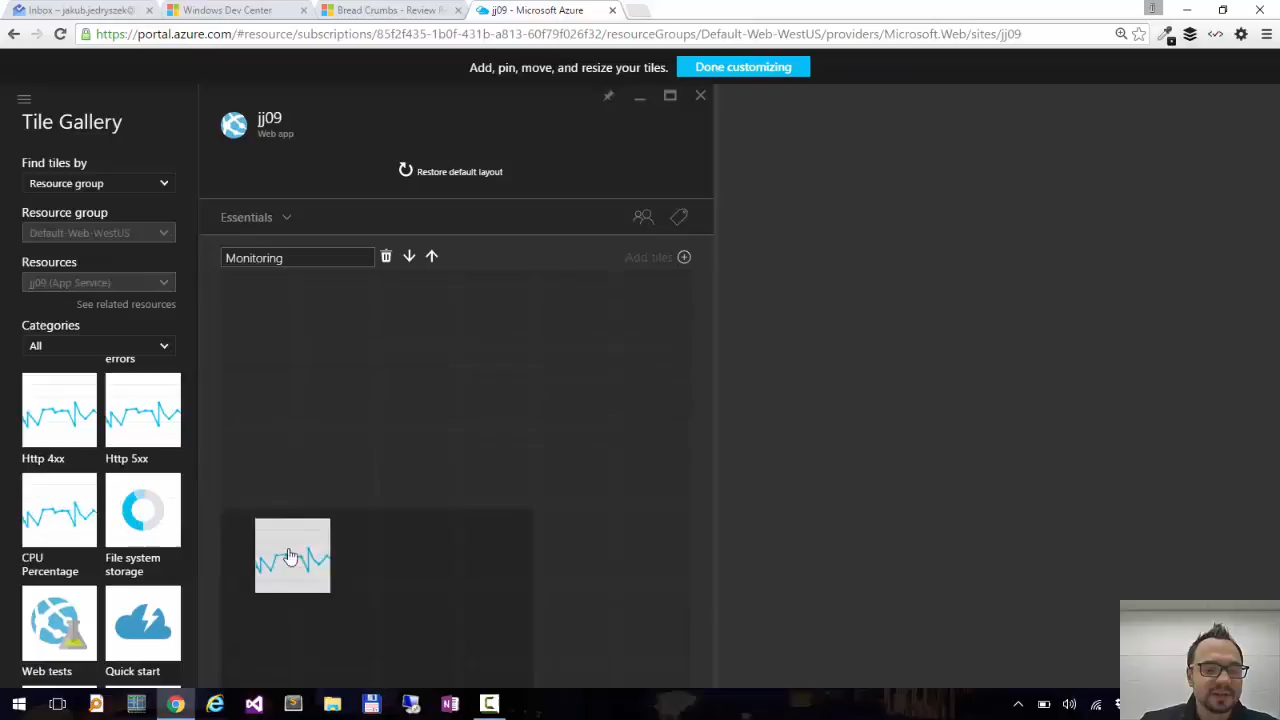 Inbox – jakub.jedryszek@
Windows Dev Center
Bread Crumbs - Review R
jj09 - Microsoft Azure
https://portal.azure.com/#resource/subscriptions/85f2f435-1b0f-431b-a813-60f79f026f32/resourceGroups/Default-Web-WestUS/providers/Microsoft.Web/sites/jj09
Add, pin, move, and resize your tiles.
Done customizing
Tile Gallery
Find tiles by
Resource group
Resource group
Default-Web-WestUS
Resources
jj09 (App Service)
See related resources
Categories
All
errors
Http 4xx
Http 5xx
CPU
Percentage
File system
storage
Web tests
Quick start
jj09
Web app
Restore default layout
Essentials
Monitoring
Add tiles